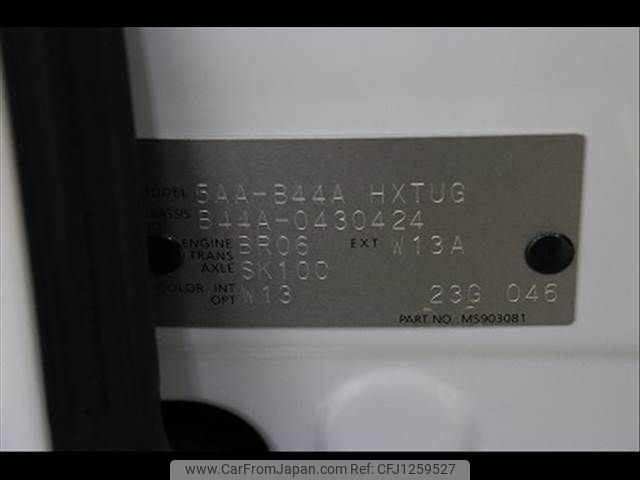 MODEL 5AA-B44A HXTUG
CHASSIS NO B44A-0430424
ENGINE BR06 EXT W13A
TRANS AXLE SK10C
COLOR·INT OPT W13 23G 046
PART NO.: MS903081
www.CarFromJapan.com CFJ1259527